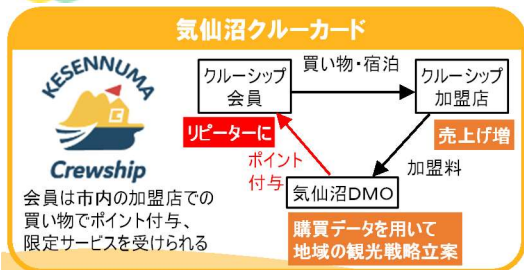 気仙沼クルーカード
KESENNUMA
Crewship
会員は市内の加盟店での
買い物でポイント付与、
限定サービスを受けられる
クルーシップ
会員
買い物・宿泊
クルーシップ
加盟店
リピーターに
売上げ増
ポイント
付与
加盟料
気仙沼DMO
購買データを用いて
地域の観光戦略立案